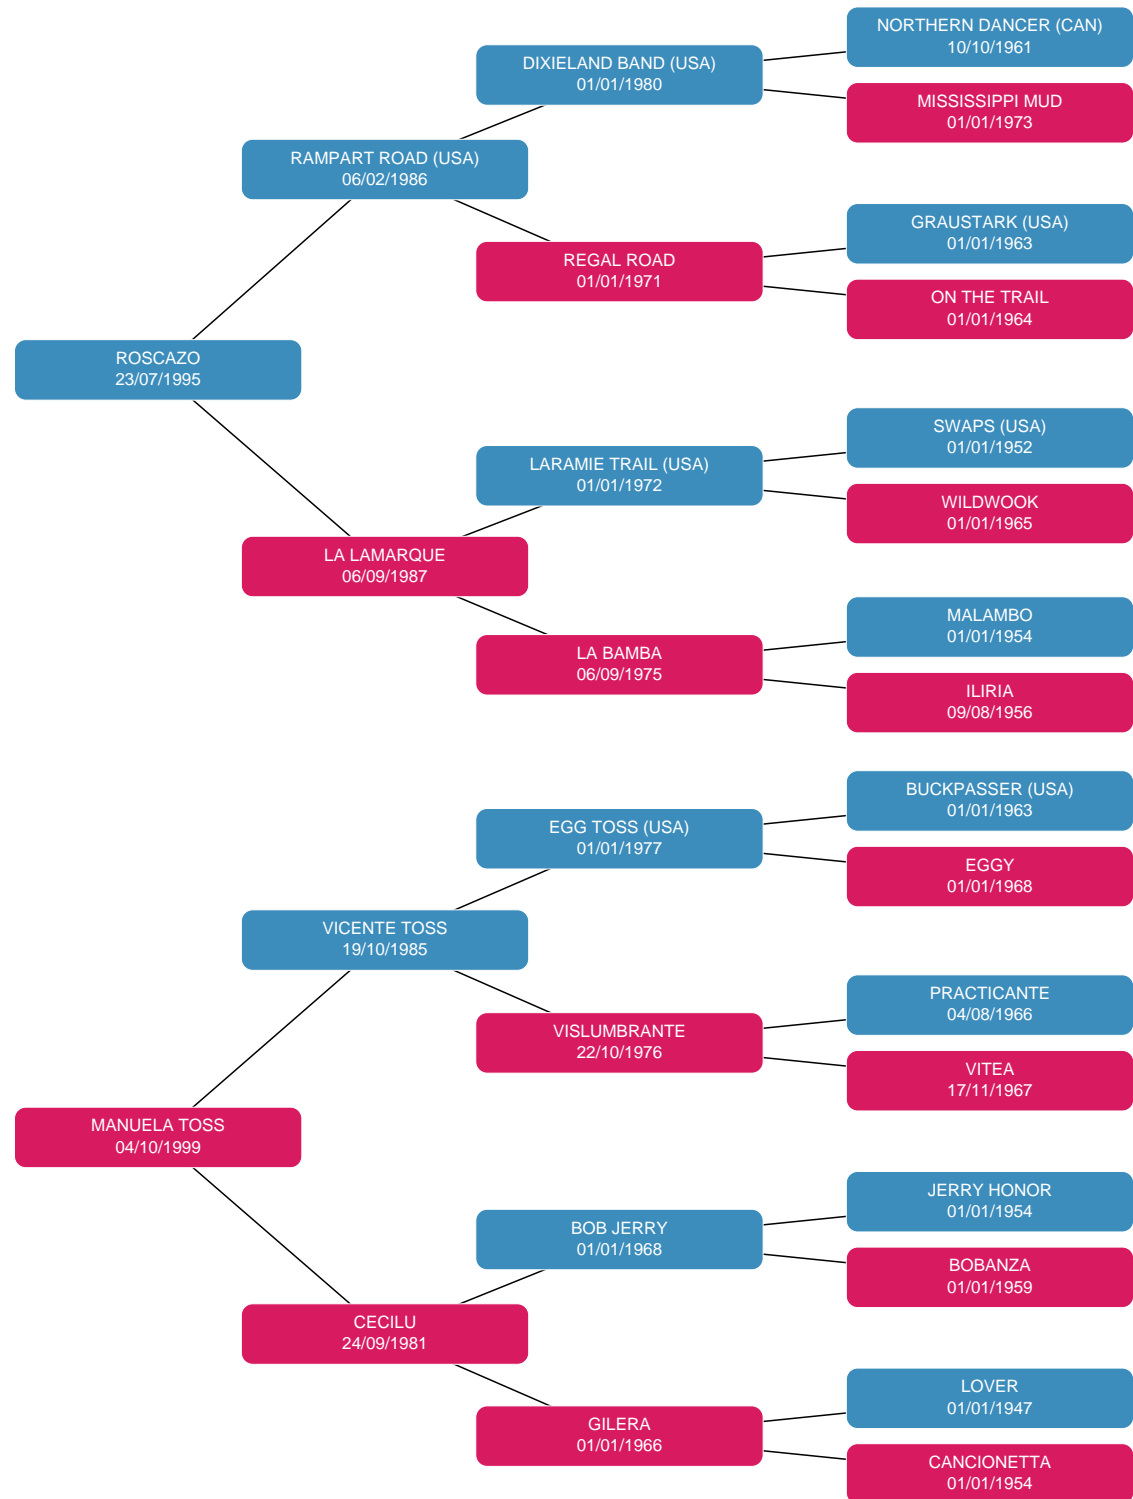 NORTHERN DANCER (CAN)
10/10/1961
DIXIELAND BAND (USA)
01/01/1980
MISSISSIPPI MUD
01/01/1973
RAMPART ROAD (USA)
06/02/1986
GRAUSTARK (USA)
01/01/1963
REGAL ROAD
01/01/1971
ON THE TRAIL
01/01/1964
ROSCAZO
23/07/1995
SWAPS (USA)
01/01/1952
LARAMIE TRAIL (USA)
01/01/1972
WILDWOOK
01/01/1965
LA LAMARQUE
06/09/1987
MALAMBO
01/01/1954
LA BAMBA
06/09/1975
ILIRIA
09/08/1956
BUCKPASSER (USA)
01/01/1963
EGG TOSS (USA)
01/01/1977
EGGY
01/01/1968
VICENTE TOSS
19/10/1985
PRACTICANTE
04/08/1966
VISLUMBRANTE
22/10/1976
VITEA
17/11/1967
MANUELA TOSS
04/10/1999
JERRY HONOR
01/01/1954
BOB JERRY
01/01/1968
BOBANZA
01/01/1959
CECILU
24/09/1981
LOVER
01/01/1947
GILERA
01/01/1966
CANCIONETTA
01/01/1954